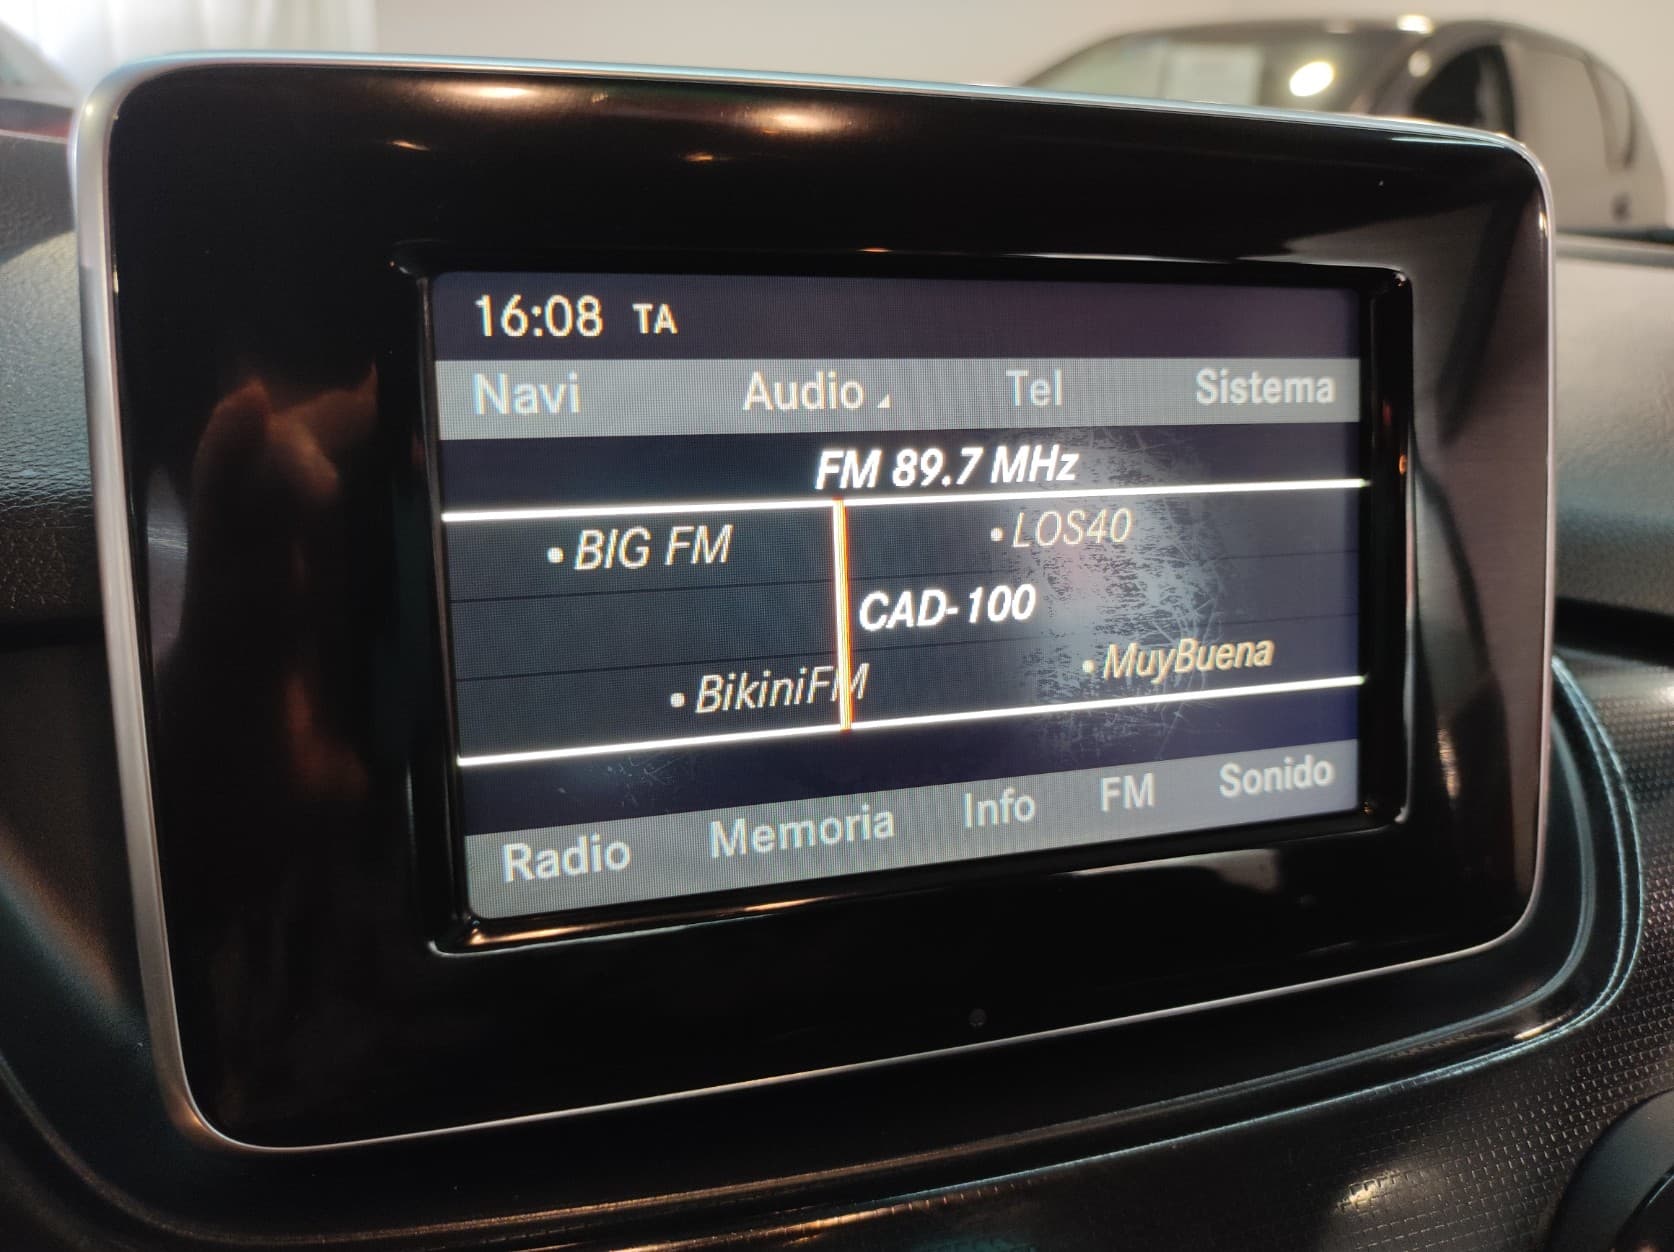 16:08 TA
Navi Audio Tel Sistema
FM 89.7 MHz
• BIG FM • LOS40
CAD-100
• BikiniFM • MuyBuena
Radio Memoria Info FM Sonido